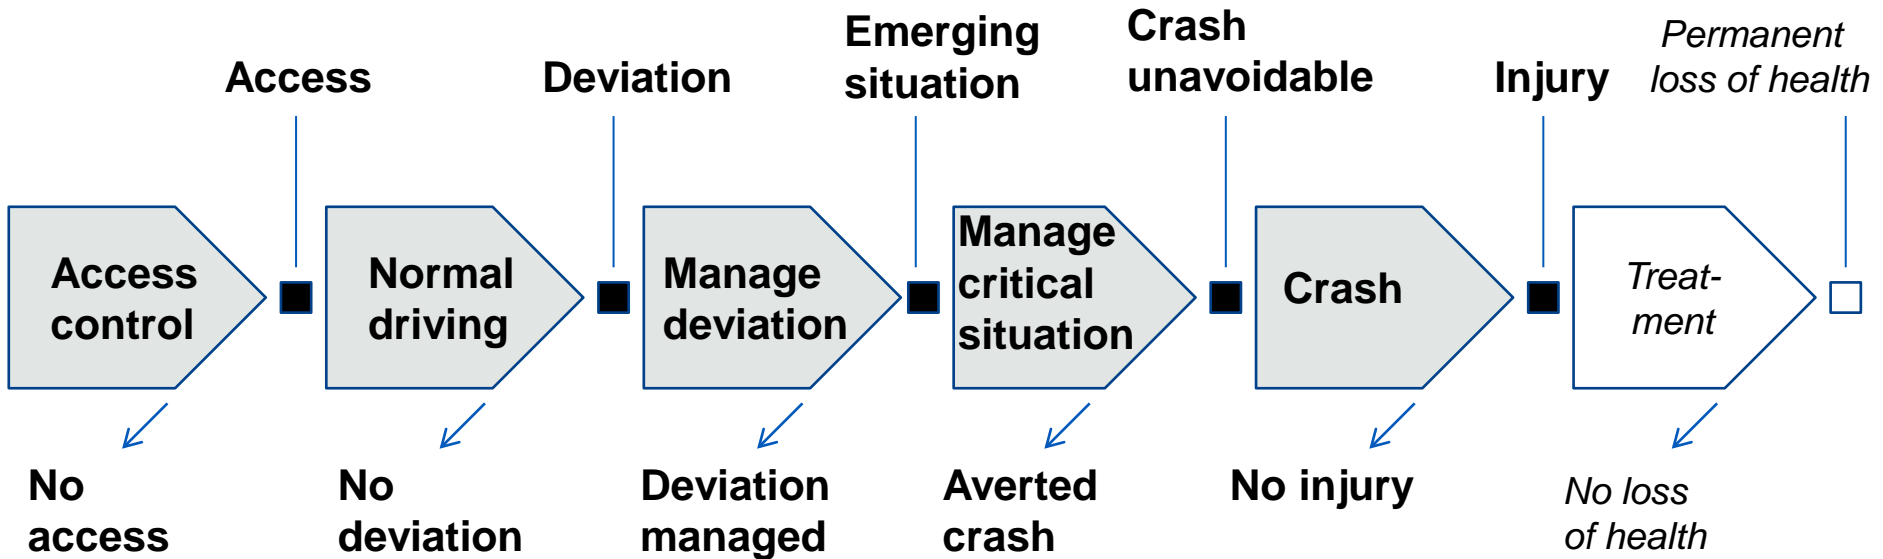 Access
Deviation
Emerging
situation
Crash
unavoidable
Injury
Permanent
loss of health
Access
control
Normal
driving
Manage
deviation
Manage
critical
situation
Crash
Treat-
ment
No
access
No
deviation
Deviation
managed
Averted
crash
No injury
No loss
of health